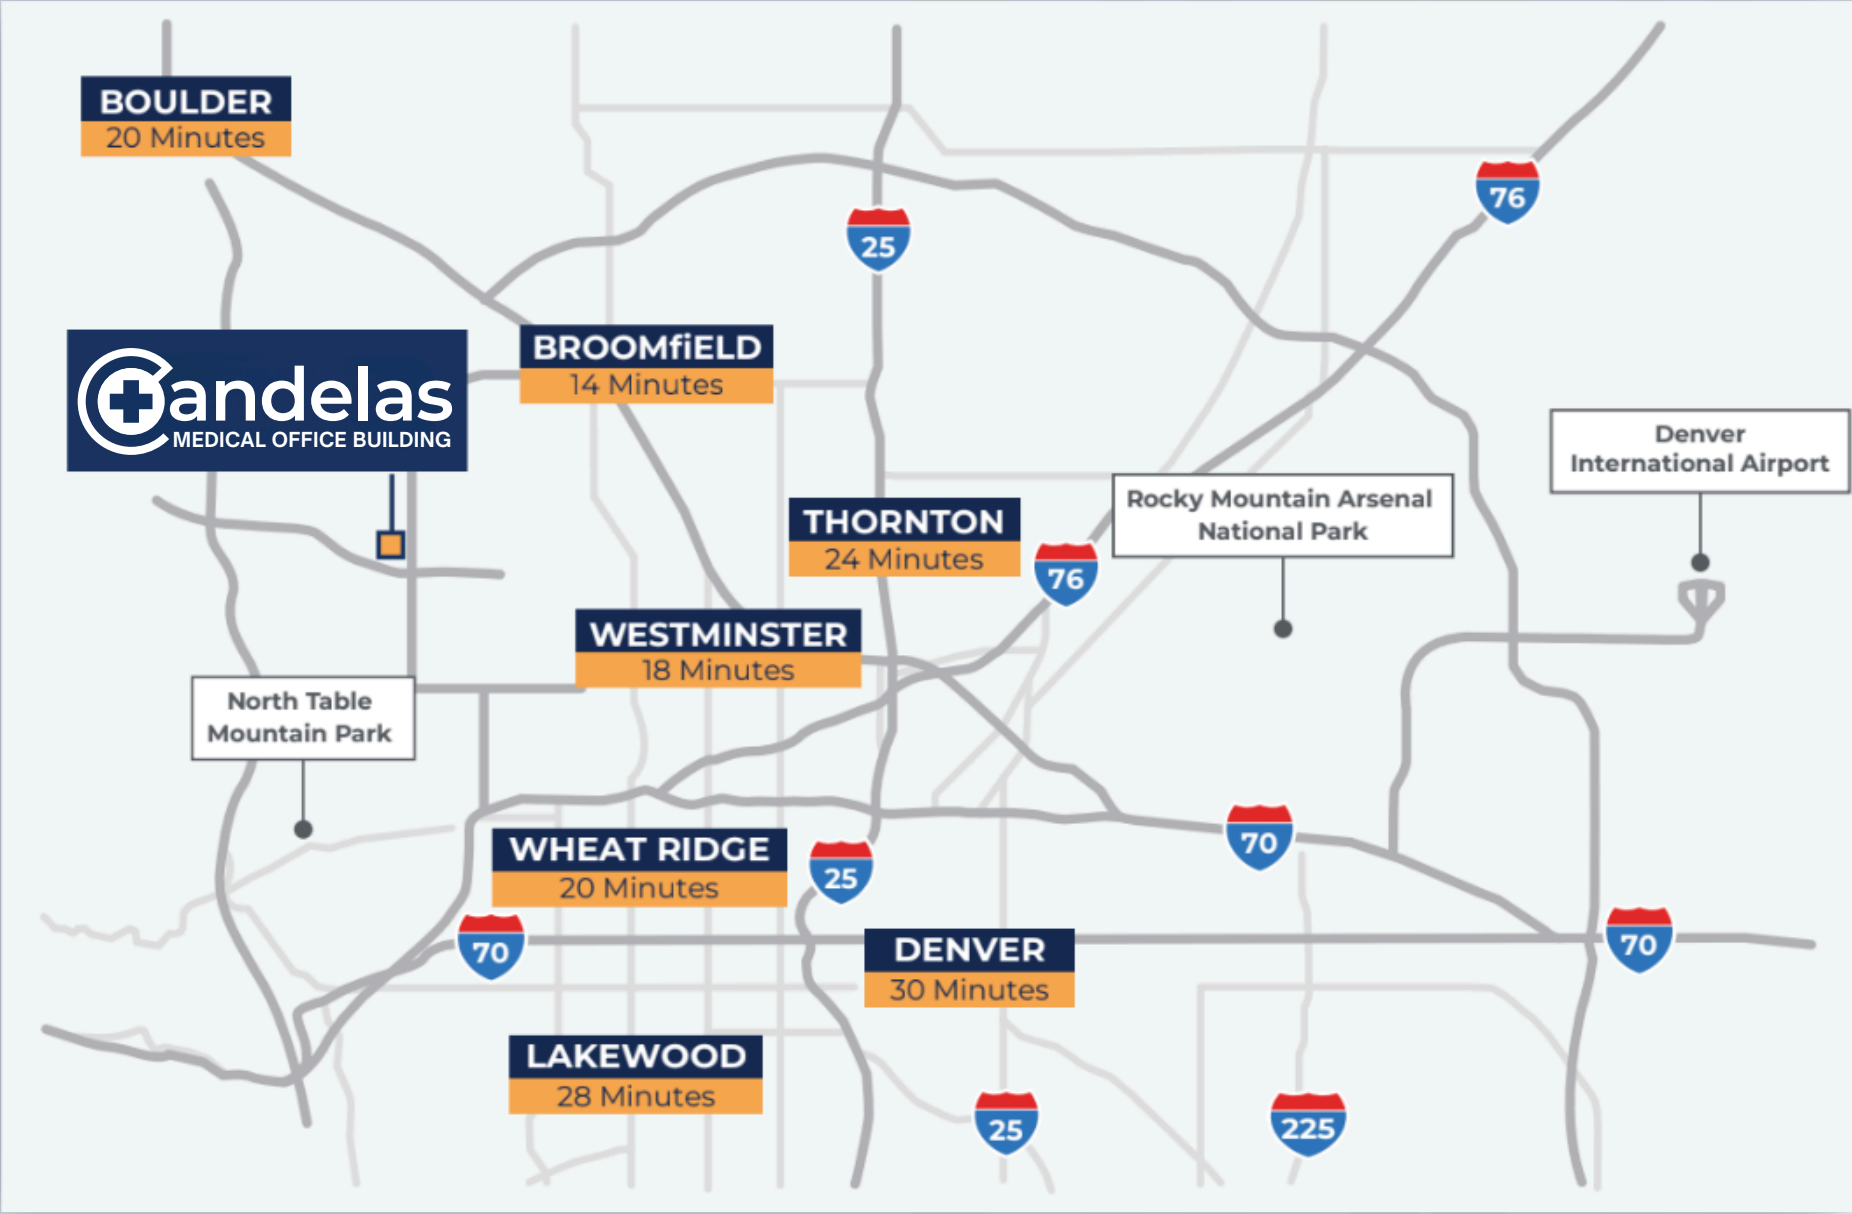 BOULDER
20 Minutes
76
25
BROOMfiELD
14 Minutes
Candelas
MEDICAL OFFICE BUILDING
Denver
International Airport
Rocky Mountain Arsenal
National Park
THORNTON
24 Minutes
76
WESTMINSTER
18 Minutes
North Table
Mountain Park
WHEAT RIDGE
20 Minutes
25
70
70
DENVER
30 Minutes
70
LAKEWOOD
28 Minutes
25
225